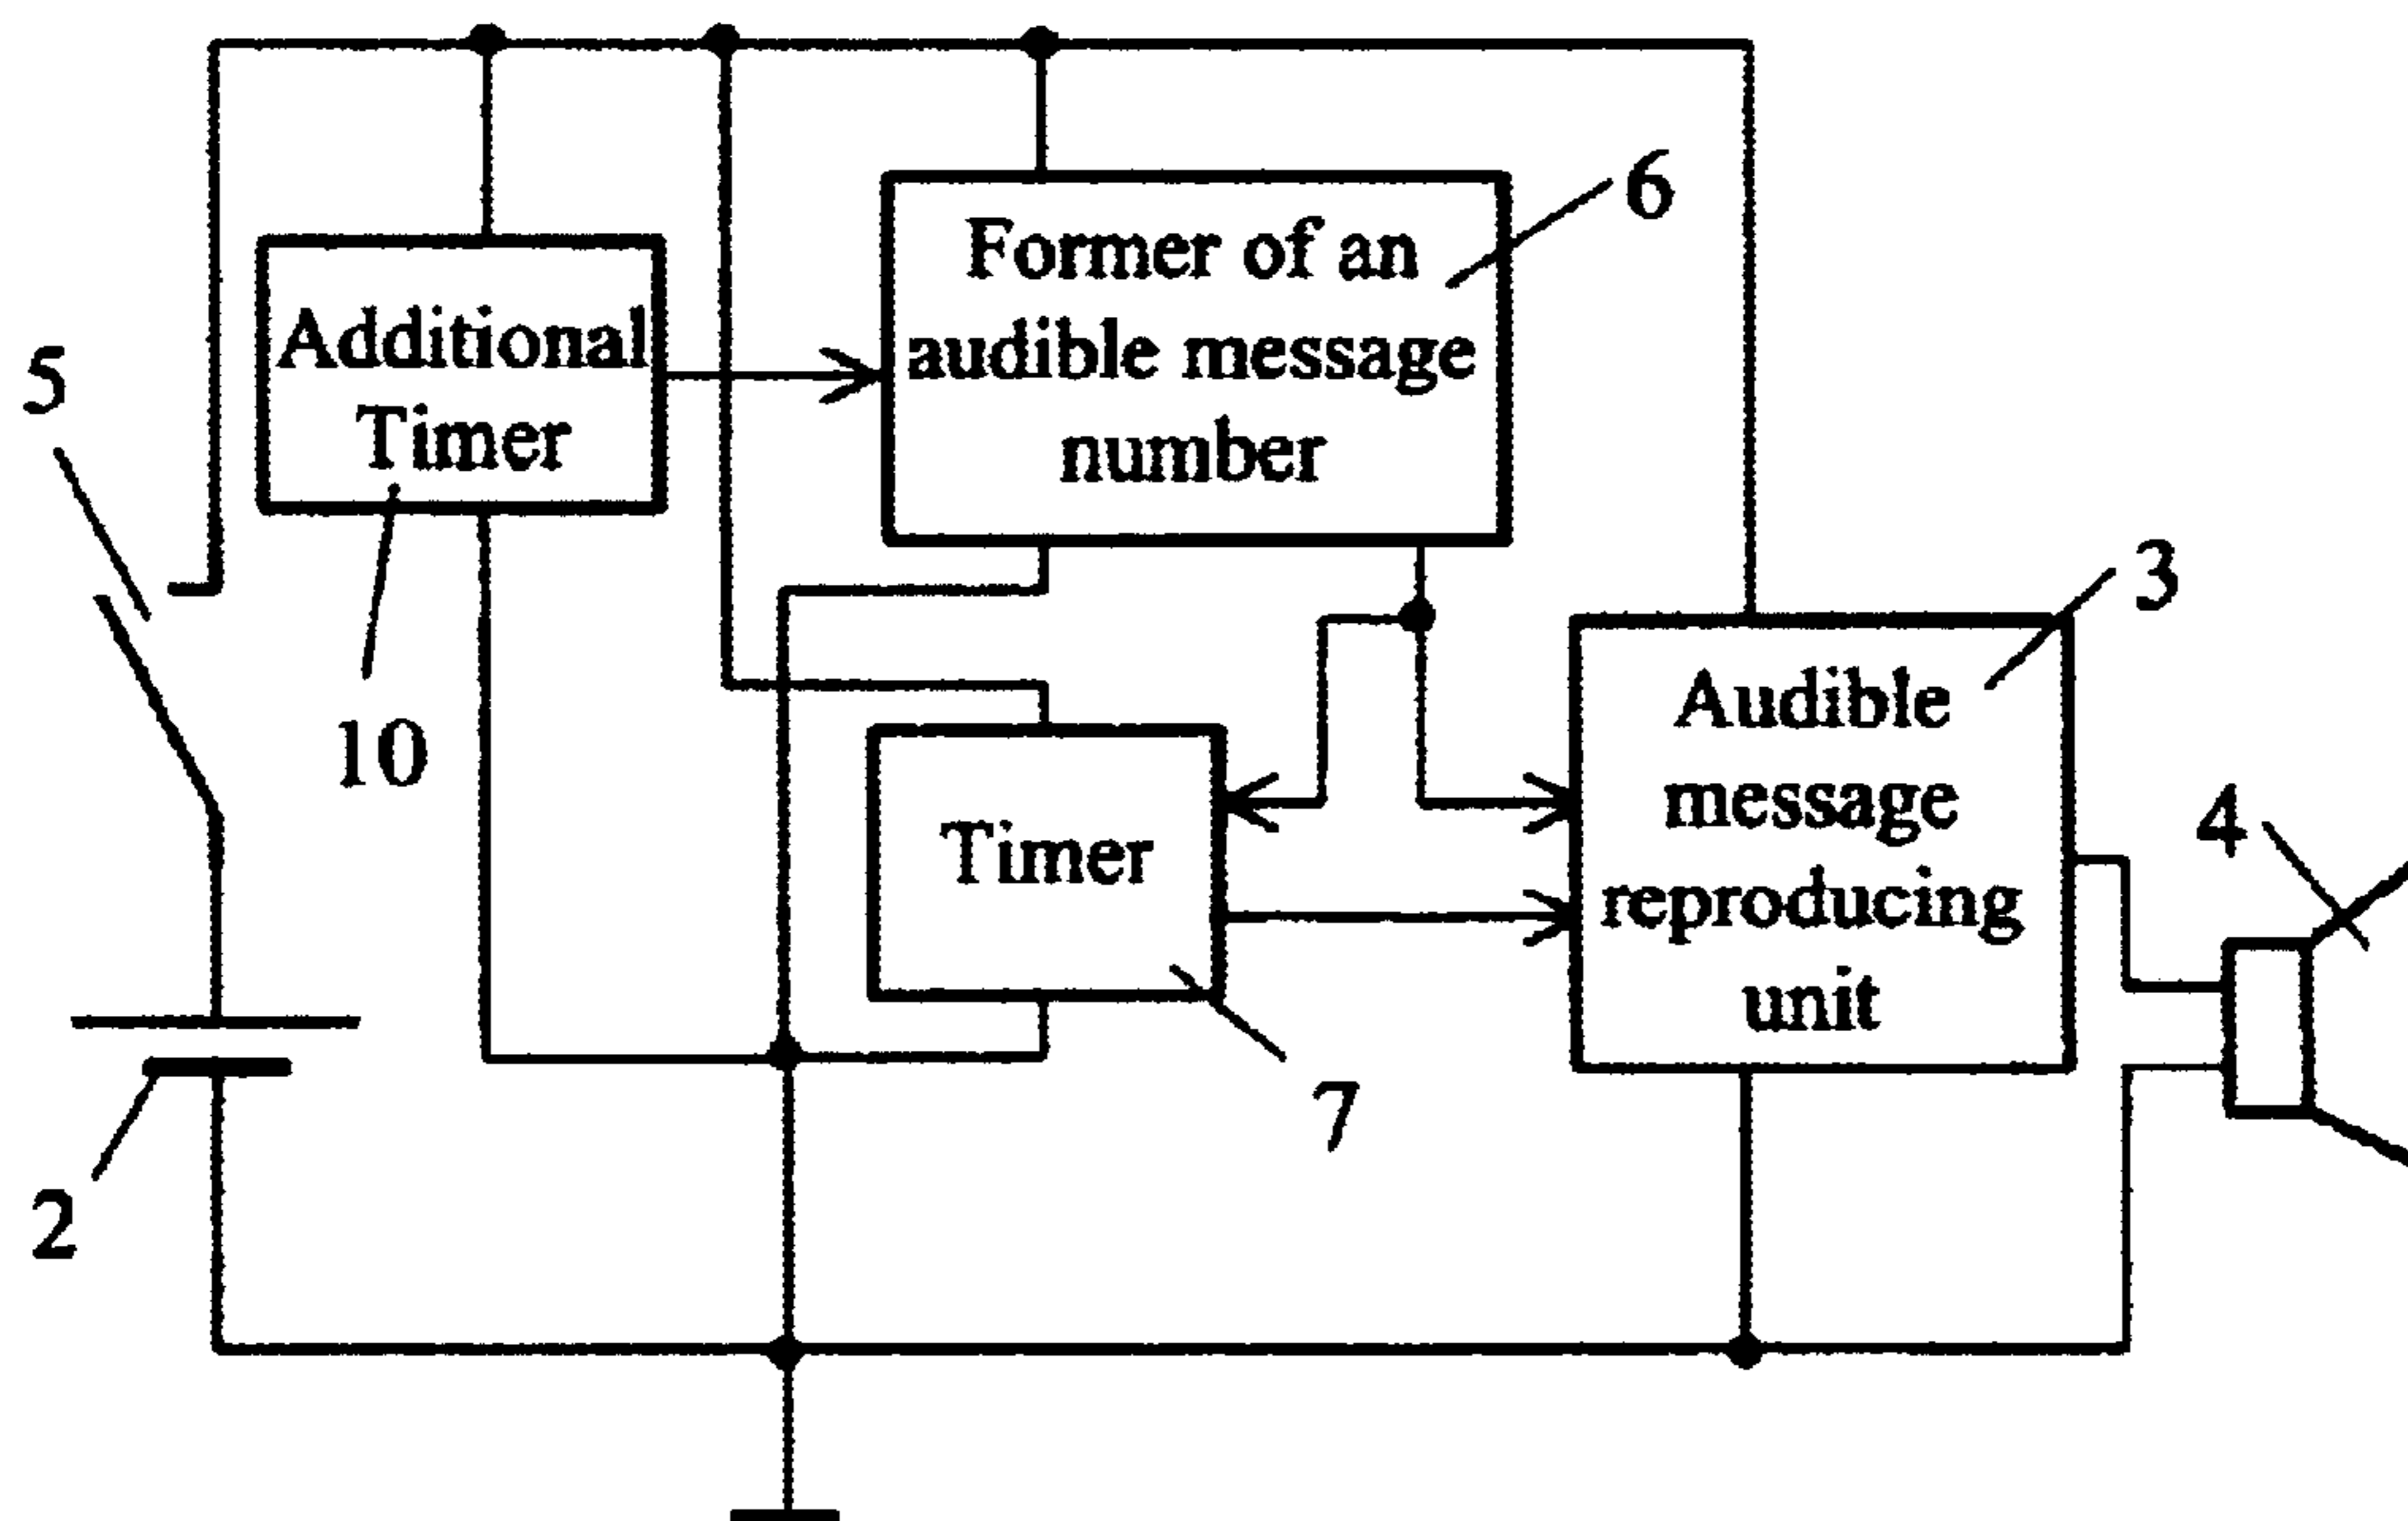 6
Former of an
audible message
number
Additional
Timer
5
3
10
Audible
message
reproducing
unit
4
Timer
7
2